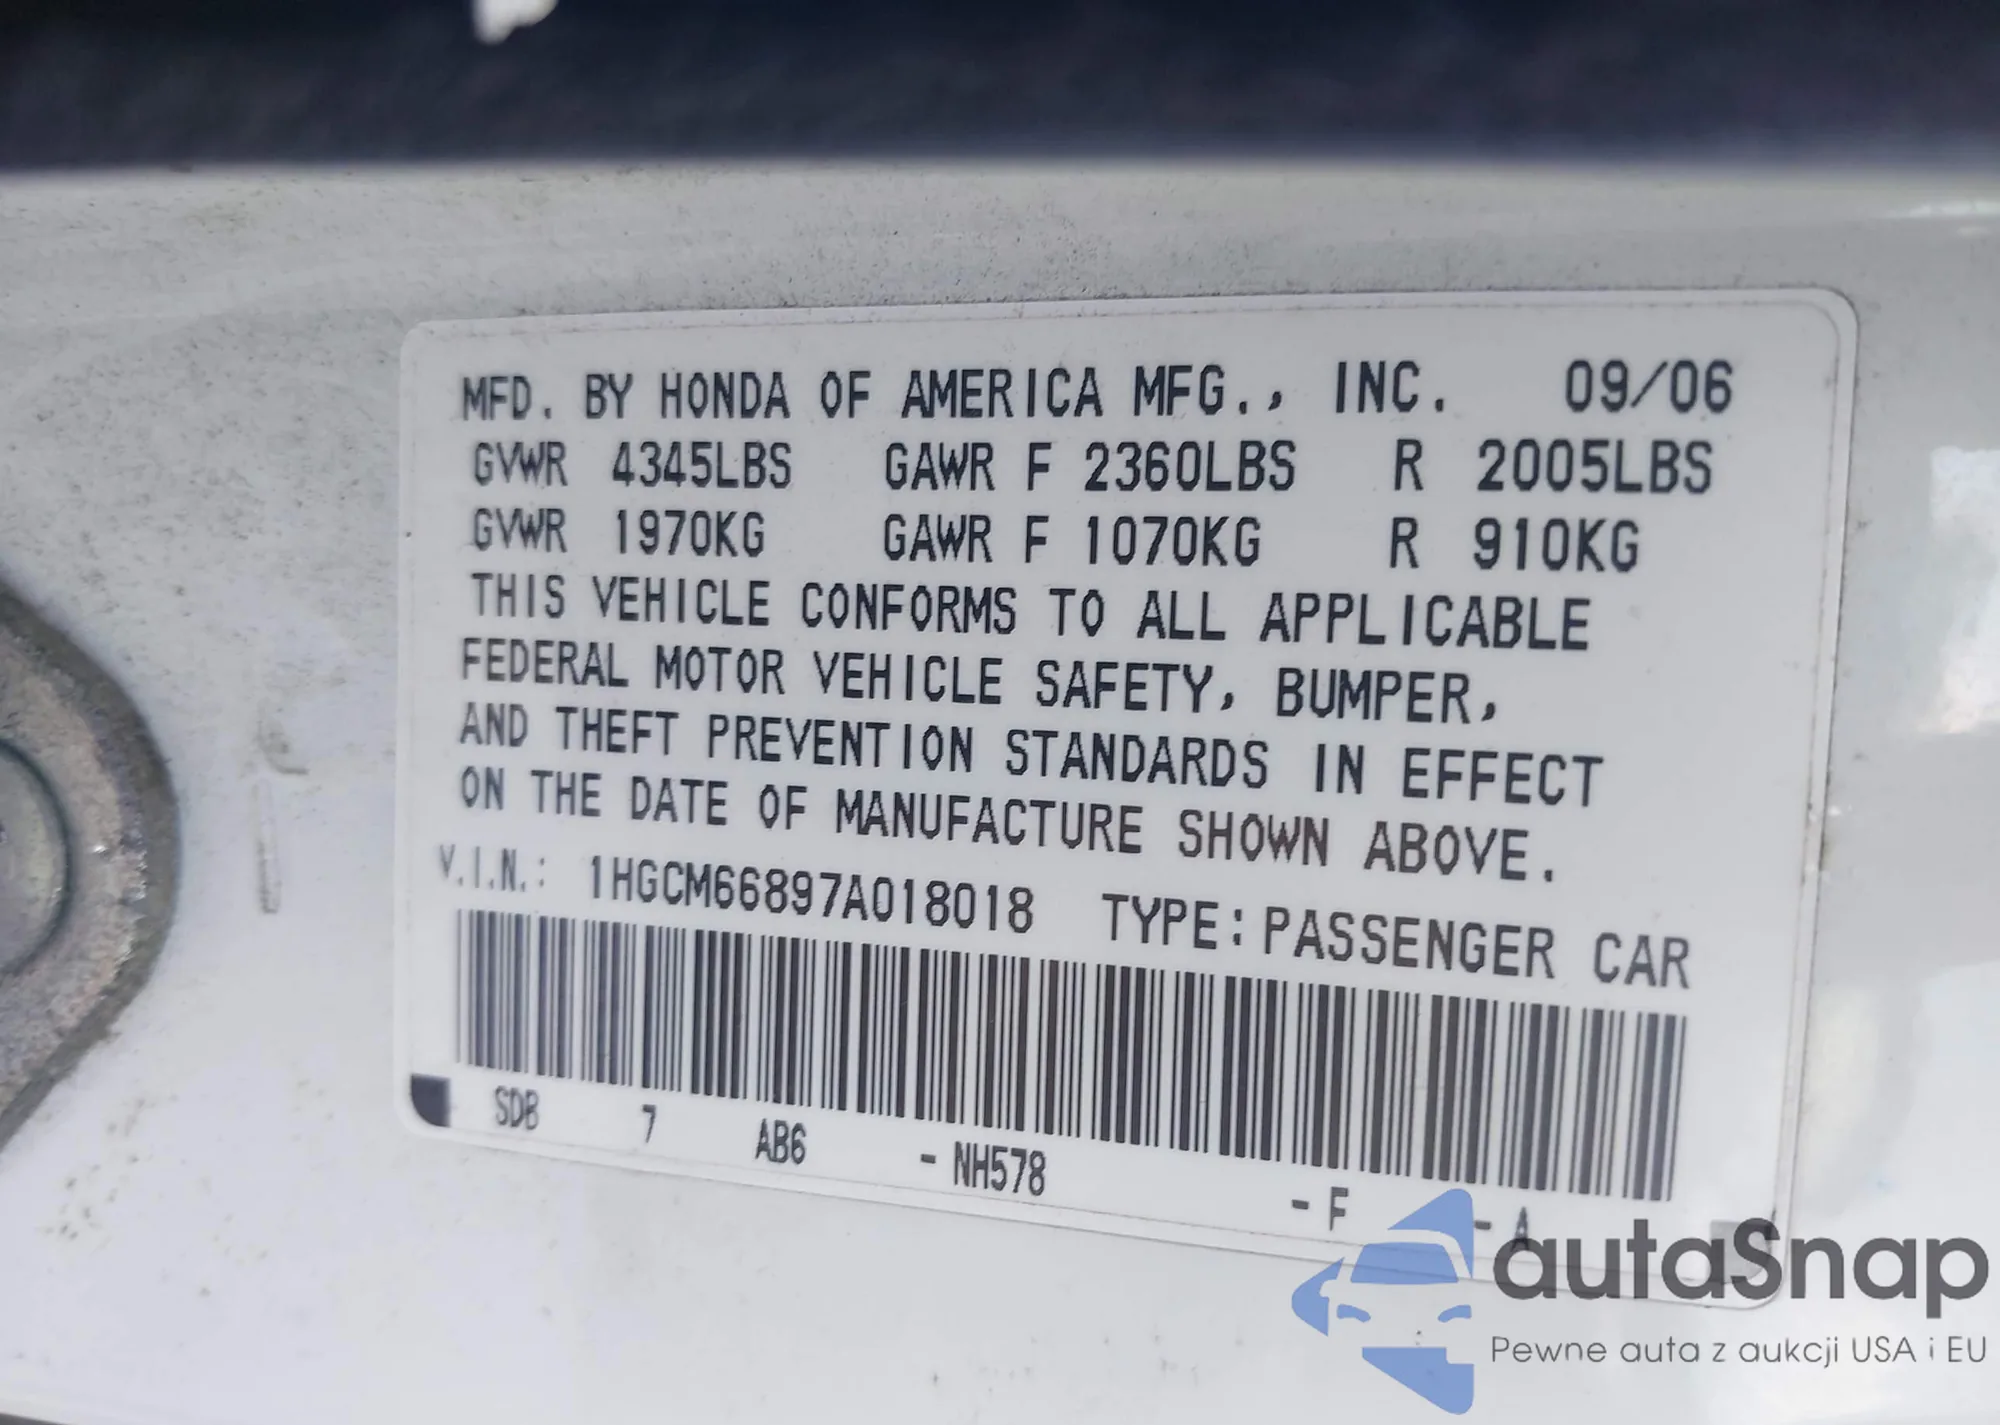 MFD. BY HONDA OF AMERICA MFG., INC. 09/06
GVWR 4345LBS GAWR F 2360LBS R 2005LBS
GVWR 1970KG GAWR F 1070KG R 910KG
THIS VEHICLE CONFORMS TO ALL APPLICABLE
FEDERAL MOTOR VEHICLE SAFETY, BUMPER,
AND THEFT PREVENTION STANDARDS IN EFFECT
ON THE DATE OF MANUFACTURE SHOWN ABOVE.
V.I.N.: 1HGCM66897A018018 TYPE: PASSENGER CAR
SDB 7 AB6 - NH578 - F - A
autaSnap
Pewne auta z aukcji USA i EU